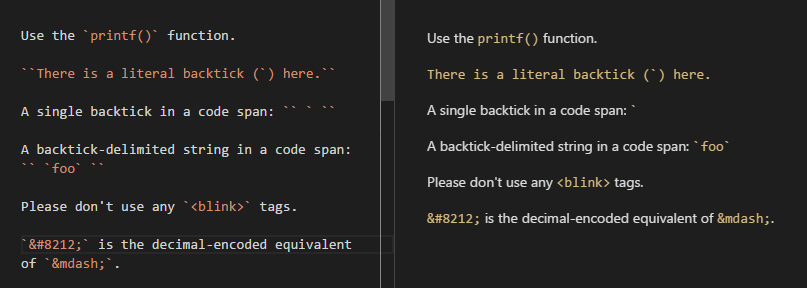 Use the `printf()` function.
``There is a literal backtick (`) here.``
A single backtick in a code span: `` ` ``
A backtick-delimited string in a code span:
`` `foo` ``
Please don't use any `<blink>` tags.
`&#8212;` is the decimal-encoded equivalent
of `&mdash;`.
Use the printf() function.
There is a literal backtick (`) here.
A single backtick in a code span: `
A backtick-delimited string in a code span: `foo`
Please don't use any <blink> tags.
&#8212; is the decimal-encoded equivalent of &mdash;.